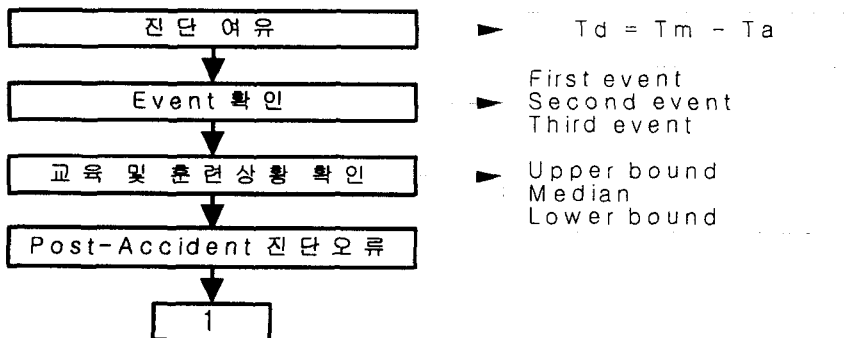 진단 여유
Td = Tm - Ta
Event 확인
First event
Second event
Third event
교육 및 훈련상황 확인
Upper bound
Median
Lower bound
Post-Accident 진단오류
1